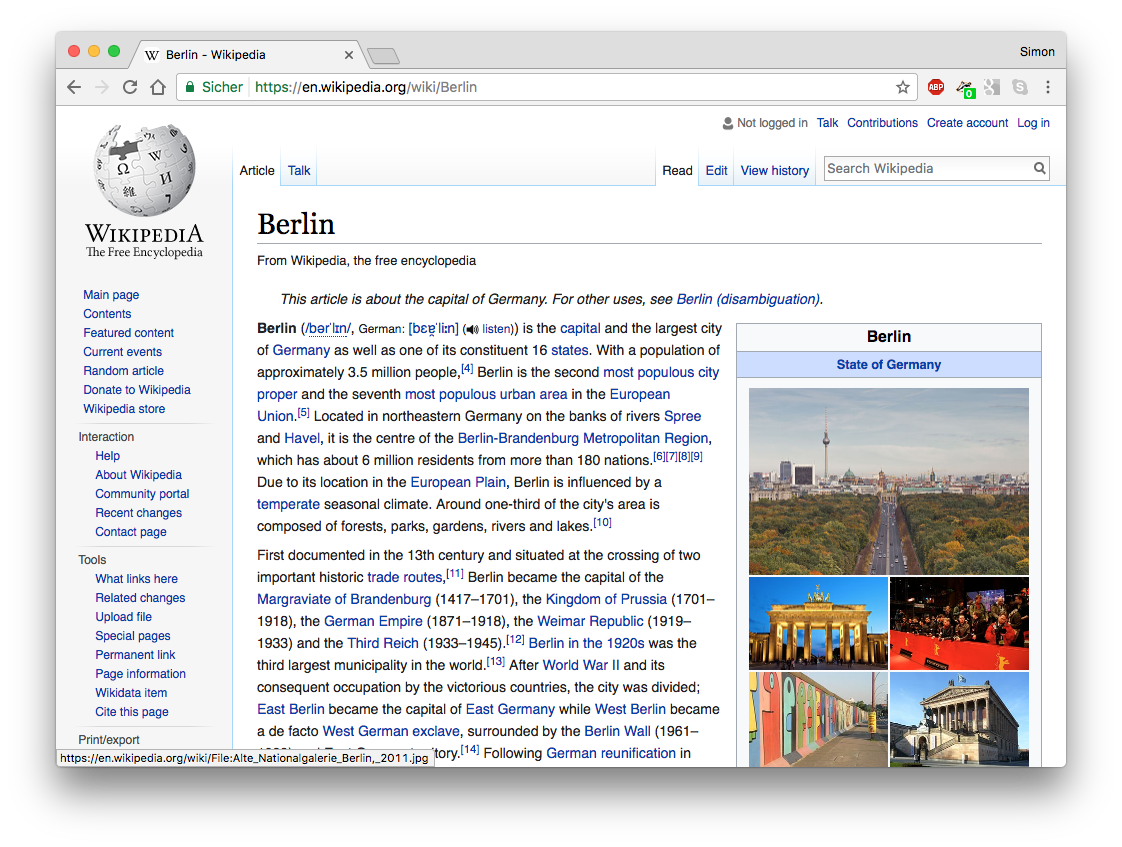 Berlin - Wikipedia
Simon
Sicher https://en.wikipedia.org/wiki/Berlin
ABP
0
Not logged in Talk Contributions Create account Log in
Article Talk Read Edit View history Search Wikipedia
WIKIPEDIA
The Free Encyclopedia
Main page
Contents
Featured content
Current events
Random article
Donate to Wikipedia
Wikipedia store
Interaction
Help
About Wikipedia
Community portal
Recent changes
Contact page
Tools
What links here
Related changes
Upload file
Special pages
Permanent link
Page information
Wikidata item
Cite this page
Print/export
https://en.wikipedia.org/wiki/File:Alte_Nationalgalerie_Berlin,_2011.jpg
Berlin
From Wikipedia, the free encyclopedia
This article is about the capital of Germany. For other uses, see Berlin (disambiguation).
Berlin (/bərˈlɪn/, German: [bɛɐ̯ˈliːn] (listen)) is the capital and the largest city
of Germany as well as one of its constituent 16 states. With a population of
approximately 3.5 million people,[4] Berlin is the second most populous city
proper and the seventh most populous urban area in the European
Union.[5] Located in northeastern Germany on the banks of rivers Spree
and Havel, it is the centre of the Berlin-Brandenburg Metropolitan Region,
which has about 6 million residents from more than 180 nations.[6][7][8][9]
Due to its location in the European Plain, Berlin is influenced by a
temperate seasonal climate. Around one-third of the city's area is
composed of forests, parks, gardens, rivers and lakes.[10]
First documented in the 13th century and situated at the crossing of two
important historic trade routes,[11] Berlin became the capital of the
Margraviate of Brandenburg (1417–1701), the Kingdom of Prussia (1701–
1918), the German Empire (1871–1918), the Weimar Republic (1919–
1933) and the Third Reich (1933–1945).[12] Berlin in the 1920s was the
third largest municipality in the world.[13] After World War II and its
consequent occupation by the victorious countries, the city was divided;
East Berlin became the capital of East Germany while West Berlin became
a de facto West German exclave, surrounded by the Berlin Wall (1961–
[14] Following German reunification in
Berlin
State of Germany